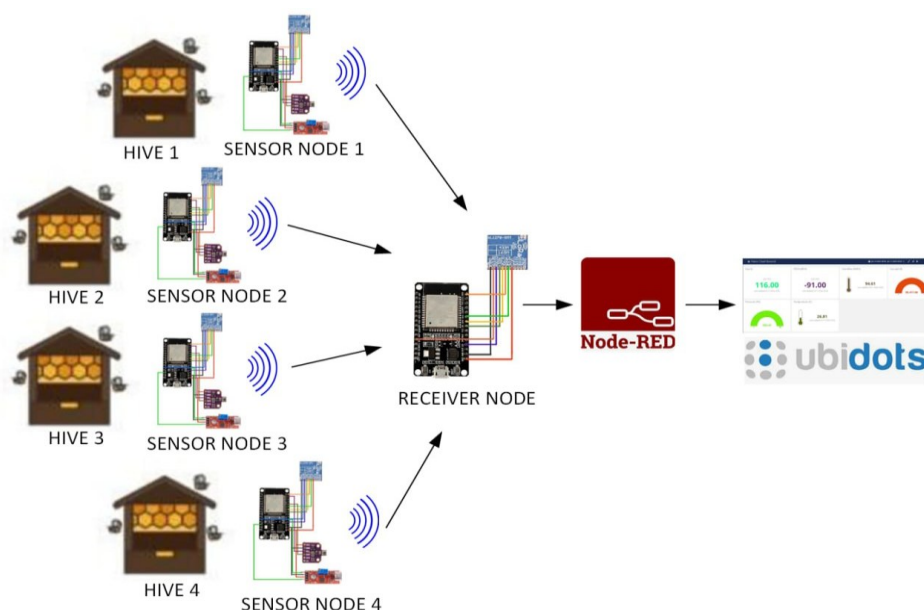 HIVE 1
SENSOR NODE 1
HIVE 2
SENSOR NODE 2
HIVE 3
SENSOR NODE 3
HIVE 4
SENSOR NODE 4
RECEIVER NODE
Node-RED
116.00
-91.00
ubidots